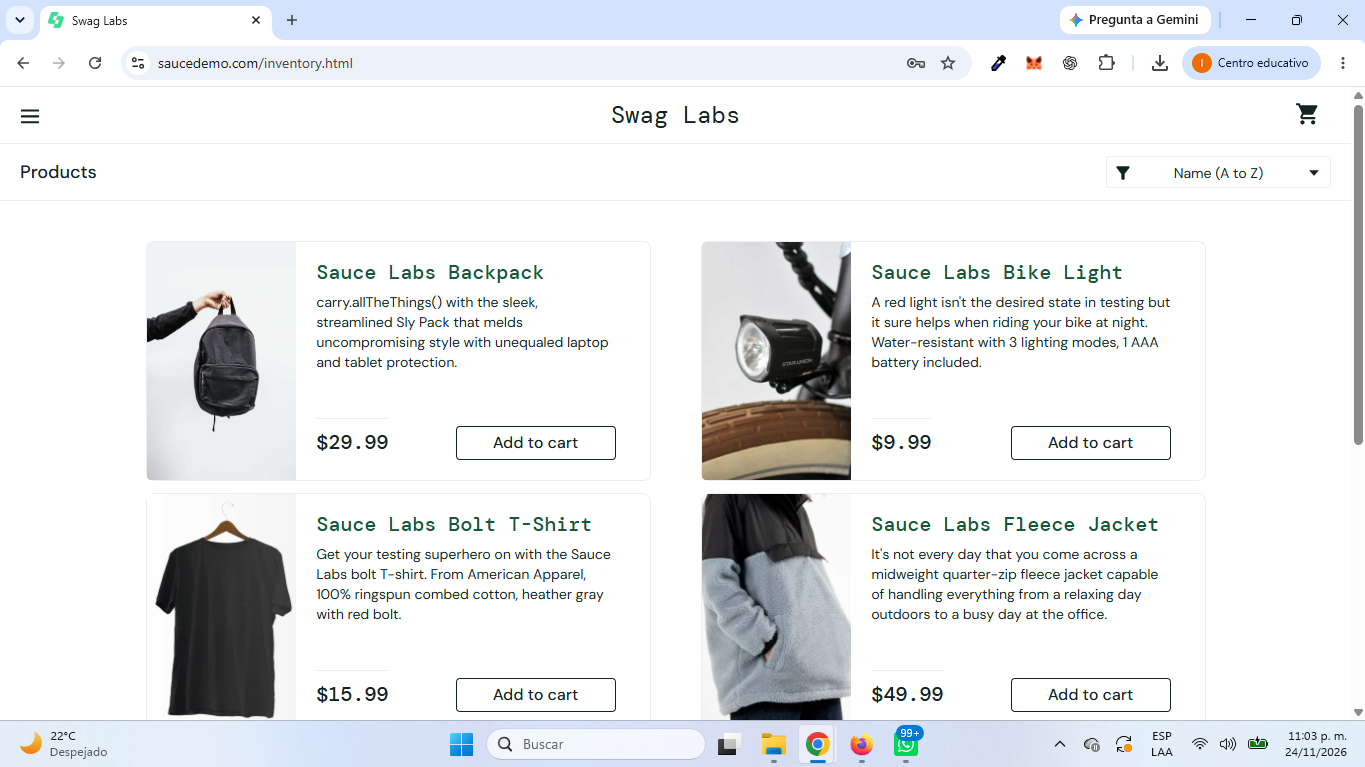 Swag Labs
Pregunta a Gemini
saucedemo.com/inventory.html
I
Centro educativo
Swag Labs
Products
Name (A to Z)
Sauce Labs Backpack
carry.allTheThings() with the sleek,
streamlined Sly Pack that melds
uncompromising style with unequaled laptop
and tablet protection.
$29.99
Add to cart
Sauce Labs Bike Light
A red light isn't the desired state in testing but
it sure helps when riding your bike at night.
Water-resistant with 3 lighting modes, 1 AAA
battery included.
$9.99
Add to cart
STAR UNION
Sauce Labs Bolt T-Shirt
Get your testing superhero on with the Sauce
Labs bolt T-shirt. From American Apparel,
100% ringspun combed cotton, heather gray
with red bolt.
$15.99
Add to cart
Sauce Labs Fleece Jacket
It's not every day that you come across a
midweight quarter-zip fleece jacket capable
of handling everything from a relaxing day
outdoors to a busy day at the office.
$49.99
Add to cart
22°C
Despejado
Buscar
99+
ESP
LAA
11:03 p. m.
24/11/2026